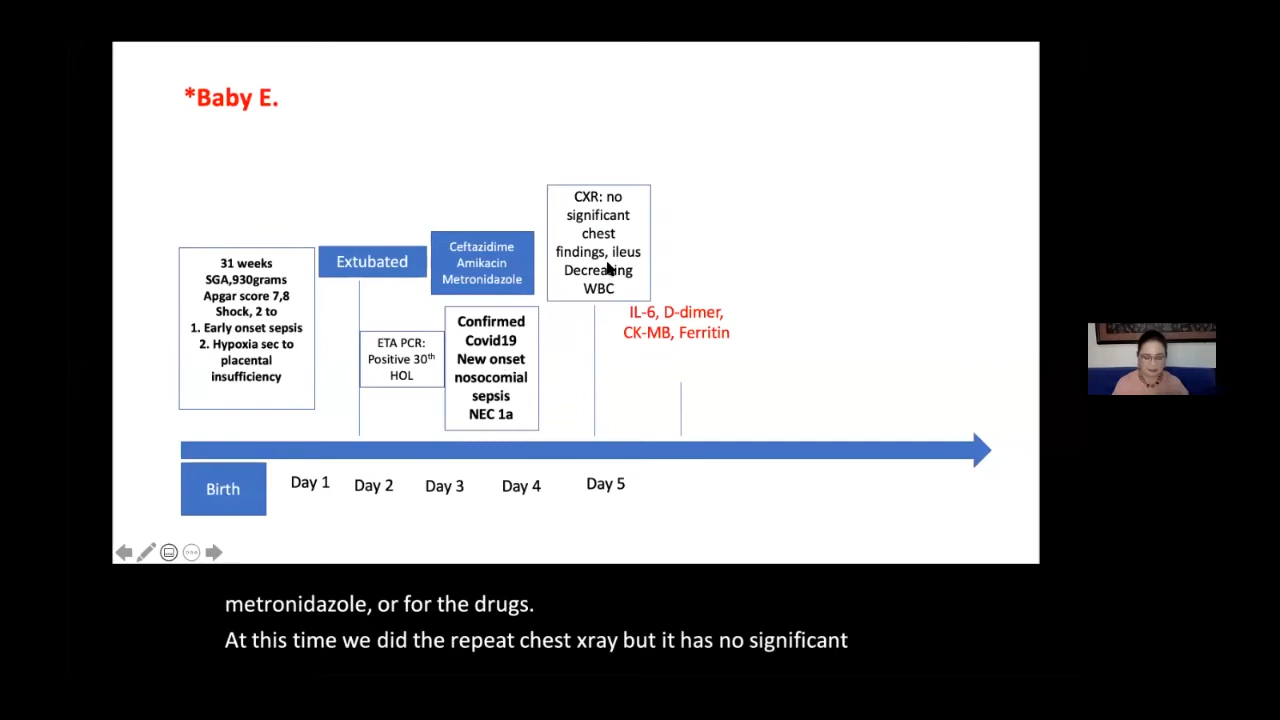 *Baby E.
31 weeks
SGA,930grams
Apgar score 7,8
Shock, 2 to
1. Early onset sepsis
2. Hypoxia sec to
placental
insufficiency
Extubated
ETA PCR:
Positive 30th
HOL
Ceftazidime
Amikacin
Metronidazole
Confirmed
Covid19
New onset
nosocomial
sepsis
NEC 1a
CXR: no
significant
chest
findings, ileus
Decreasing
WBC
IL-6, D-dimer,
CK-MB, Ferritin
Birth
Day 1
Day 2
Day 3
Day 4
Day 5
metronidazole, or for the drugs.
At this time we did the repeat chest xray but it has no significant